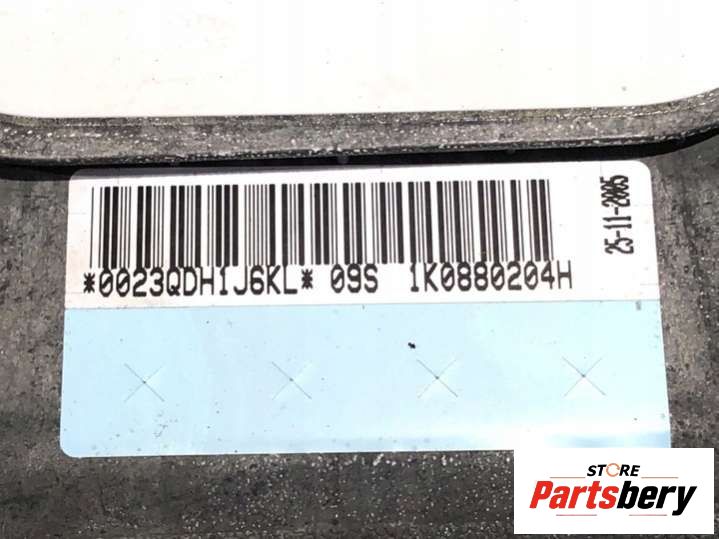 25-11-2005
*0023QDH1J6KL* 09S 1K0880204H
STORE
Partsbery